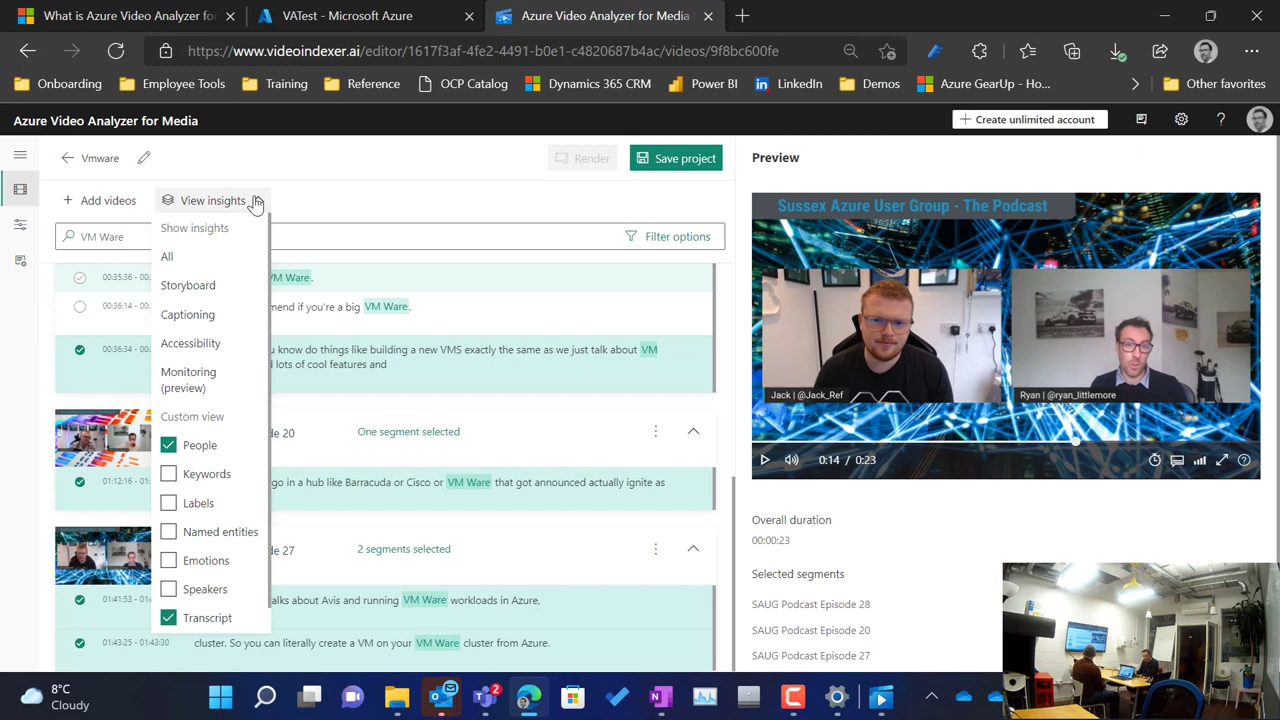 What is Azure Video Analyzer for
VATest - Microsoft Azure
Azure Video Analyzer for Media
https://www.videoindexer.ai/editor/1617f3af-4fe2-4491-b0e1-c4820687b4ac/videos/9f8bc600fe
Onboarding
Employee Tools
Training
Reference
OCP Catalog
Dynamics 365 CRM
Power BI
LinkedIn
Demos
Azure GearUp - Ho...
Other favorites
Azure Video Analyzer for Media
Create unlimited account
Vmware
Render
Save project
Preview
Add videos
View insights
VM Ware
Filter options
Show insights
All
Storyboard
Captioning
Accessibility
Monitoring
(preview)
Custom view
People
Keywords
Labels
Named entities
Emotions
Speakers
Transcript
00:35:36 -
VM Ware.
00:36:14 -
mend if you're a big VM Ware.
00:36:34 -
u know do things like building a new VMS exactly the same as we just talk about VM
d lots of cool features and
de 20
One segment selected
01:12:16 -
go in a hub like Barracuda or Cisco or VM Ware that got announced actually ignite as
de 27
2 segments selected
01:41:53 -
alks about Avis and running VM Ware workloads in Azure,
01:43:25 - 01:43:30
cluster. So you can literally create a VM on your VM Ware cluster from Azure.
Sussex Azure User Group - The Podcast
Jack | @Jack_Ref
Ryan | @ryan_littlemore
0:14 / 0:23
Overall duration
00:00:23
Selected segments
SAUG Podcast Episode 28
SAUG Podcast Episode 20
SAUG Podcast Episode 27
8°C
Cloudy
2